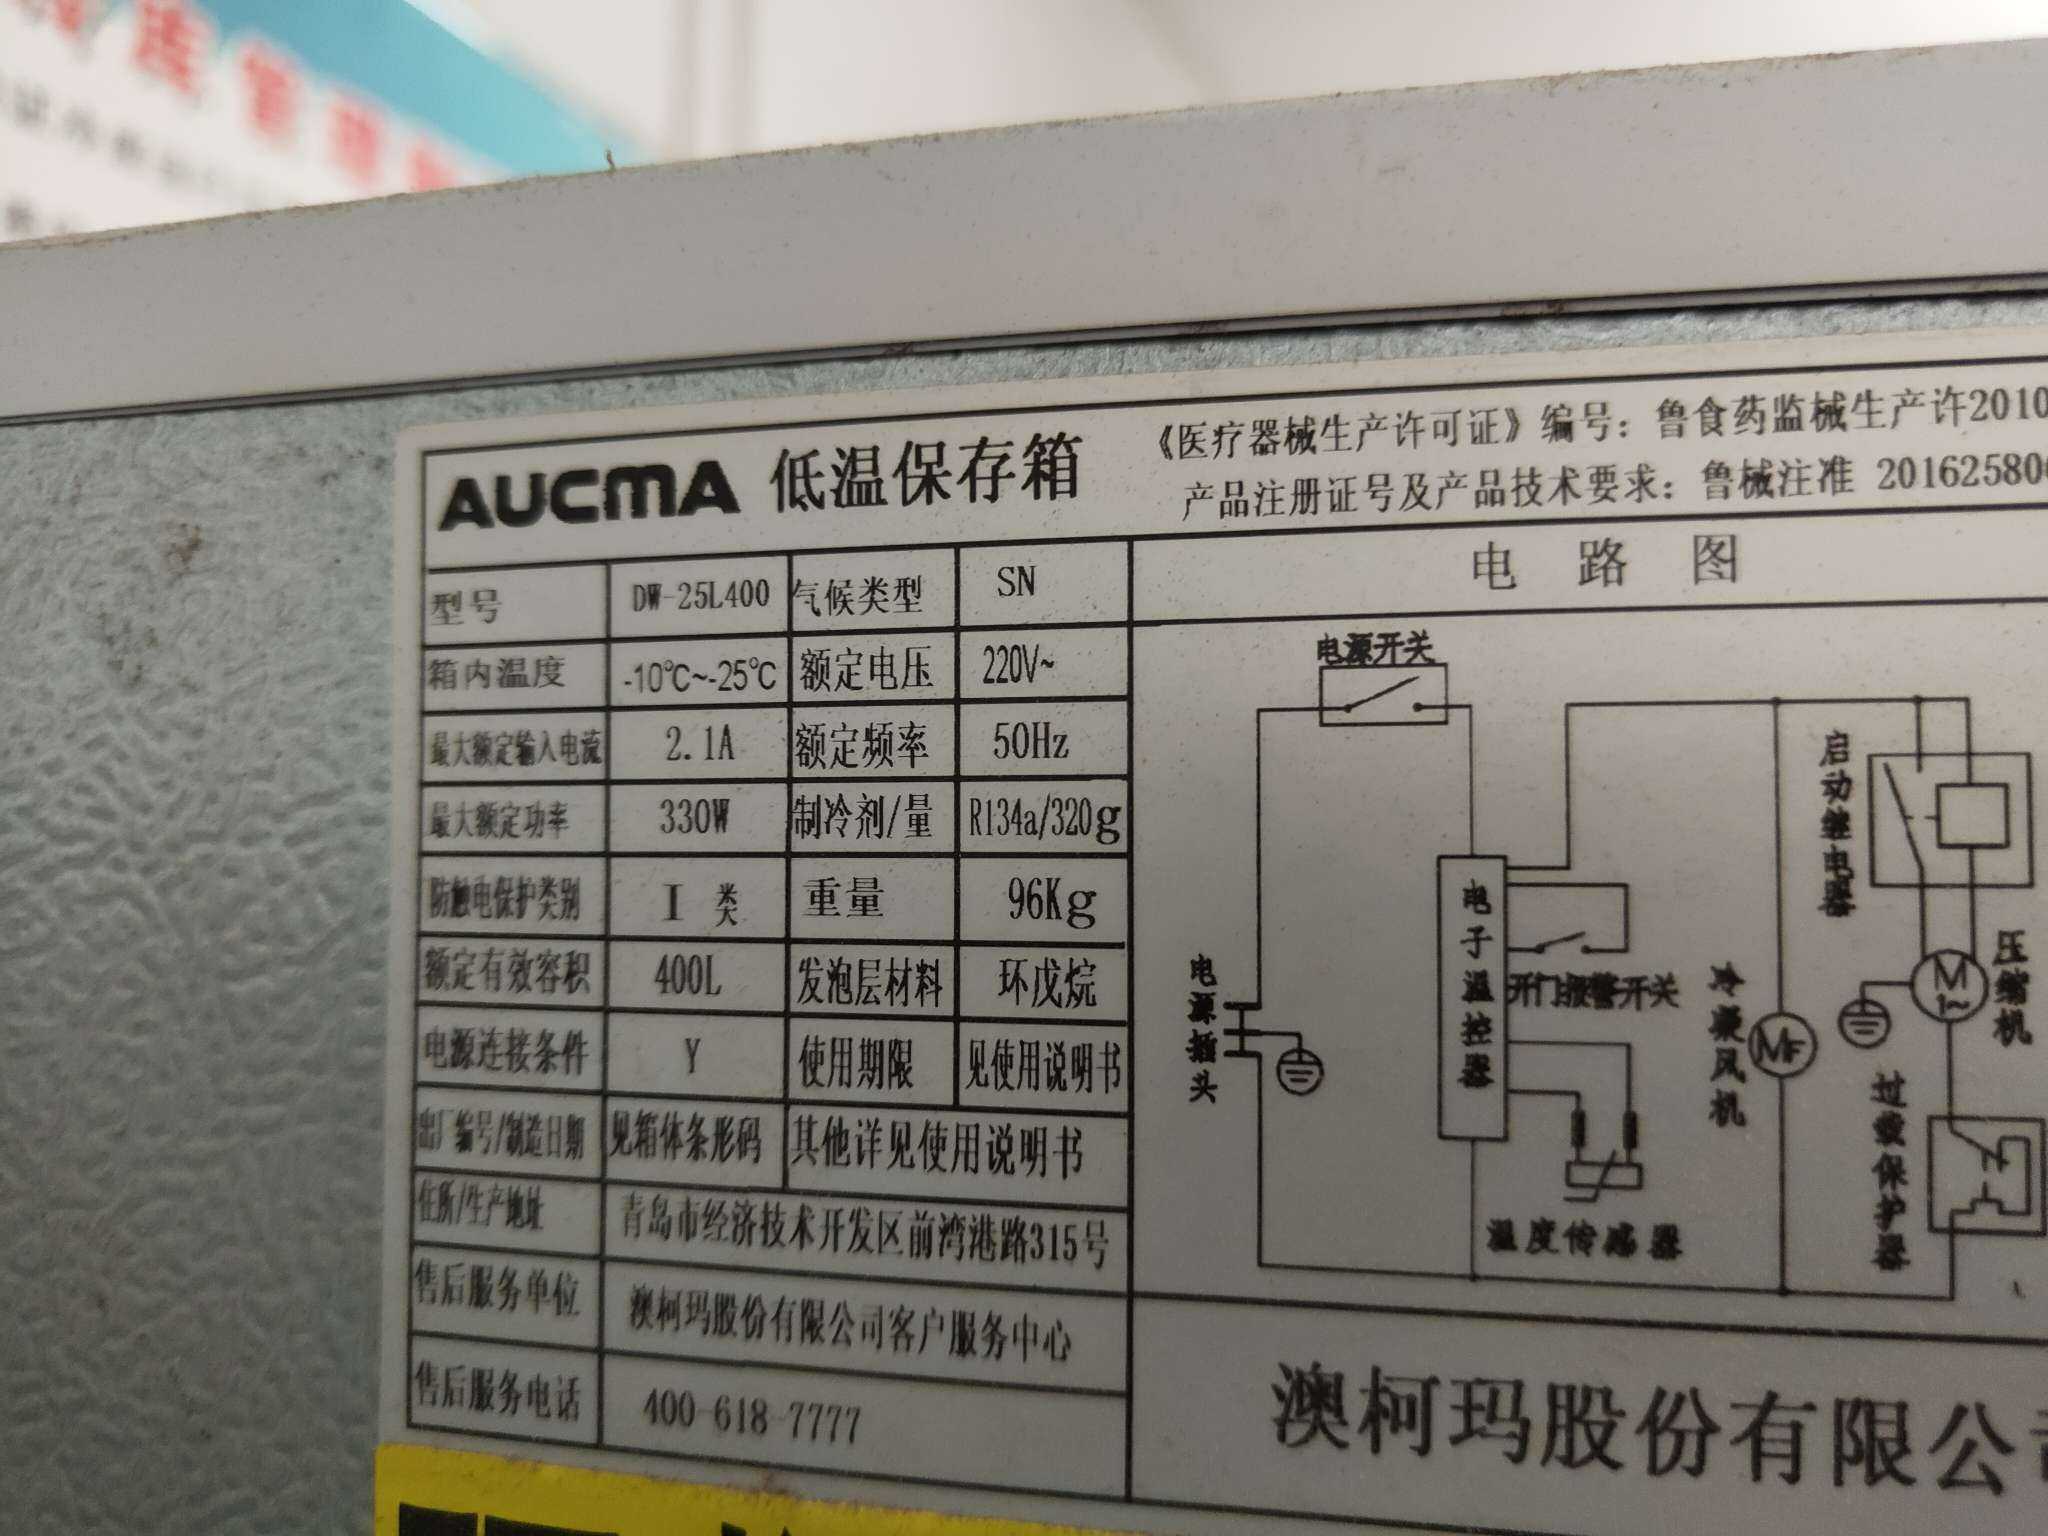 AUCMA 低温保存箱
《医疗器械生产许可证》编号：鲁食药监械生产许2010
产品注册证号及产品技术要求：鲁械注准 20162580
型号 DW-25L400 气候类型 SN
箱内温度 -10℃~-25℃ 额定电压 220V~
最大额定输入电流 2.1A 额定频率 50Hz
最大额定功率 330W 制冷剂/量 R134a/320g
防触电保护类别 I 类 重量 96Kg
额定有效容积 400L 发泡层材料 环戊烷
电源连接条件 Y 使用期限 见使用说明书
出厂编号/制造日期 见箱体条形码 其他详见使用说明书
住所/生产地址 青岛市经济技术开发区前湾港路315号
售后服务单位 澳柯玛股份有限公司客户服务中心
售后服务电话 400-618-7777
电路图
电源开关
启动继电器
电子温控器
开门报警开关
电源插头
冷凝风机
MF
M
1~
压缩机
过载保护器
温度传感器
澳柯玛股份有限公